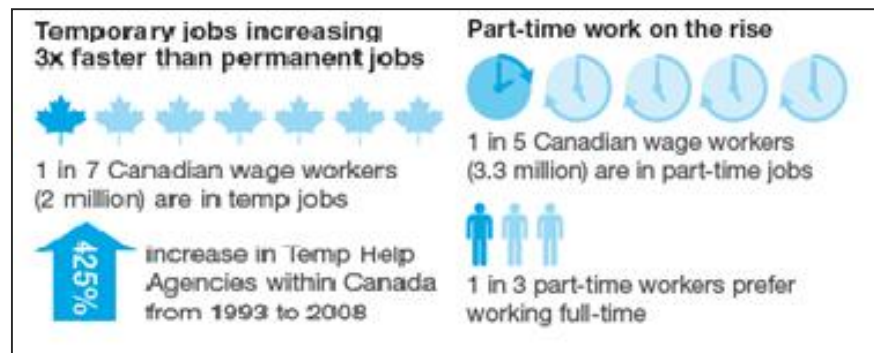 Temporary jobs increasing
3x faster than permanent jobs
1 in 7 Canadian wage workers
(2 million) are in temp jobs
425%
increase in Temp Help
Agencies within Canada
from 1993 to 2008
Part-time work on the rise
1 in 5 Canadian wage workers
(3.3 million) are in part-time jobs
1 in 3 part-time workers prefer
working full-time